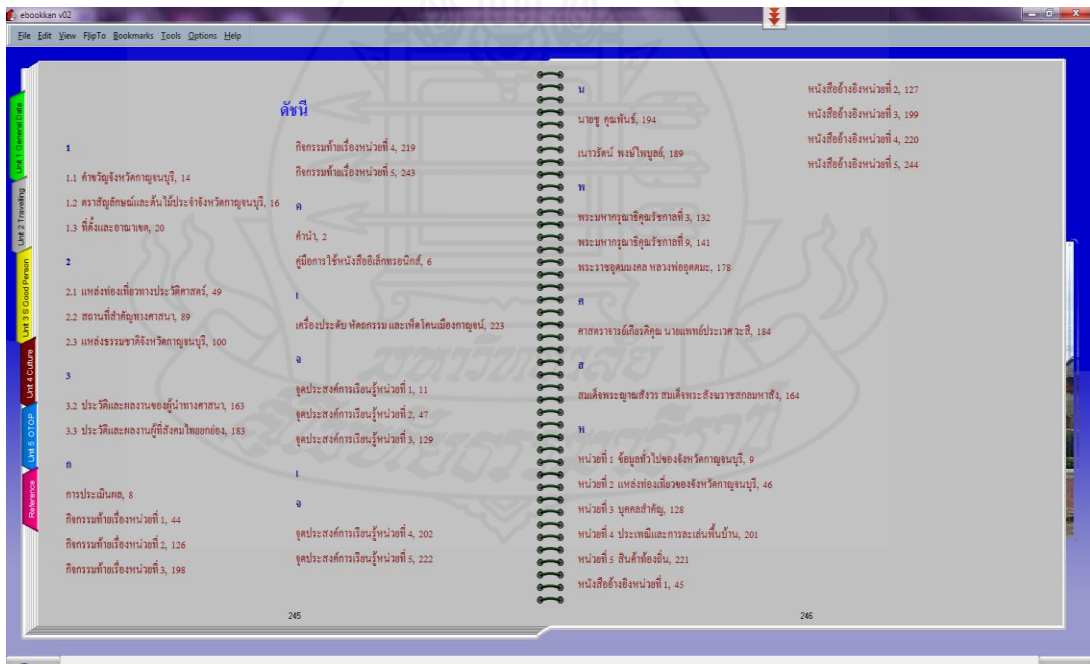 ebookkan v02
File Edit View FlipTo Bookmarks Tools Options Help
Unit 1 General Data
Unit 2 Traveling
Unit 3 S Good Person
Unit 4 Culture
Unit 5 OTOP
Reference
ดัชนี
1
1.1 คำขวัญจังหวัดกาญจนบุรี, 14
1.2 ตราสัญลักษณ์และต้นไม้ประจำจังหวัดกาญจนบุรี, 16
1.3 ที่ตั้งและอาณาเขต, 20
2
2.1 แหล่งท่องเที่ยวทางประวัติศาสตร์, 49
2.2 สถานที่สำคัญทางศาสนา, 89
2.3 แหล่งธรรมชาติจังหวัดกาญจนบุรี, 100
3
3.2 ประวัติและผลงานของผู้นำทางศาสนา, 163
3.3 ประวัติและผลงานผู้ที่สังคมไทยยกย่อง, 183
ก
การประเมินผล, 8
กิจกรรมท้ายเรื่องหน่วยที่ 1, 44
กิจกรรมท้ายเรื่องหน่วยที่ 2, 126
กิจกรรมท้ายเรื่องหน่วยที่ 3, 198
กิจกรรมท้ายเรื่องหน่วยที่ 4, 219
กิจกรรมท้ายเรื่องหน่วยที่ 5, 243
ค
คำนำ, 2
คู่มือการใช้หนังสืออิเล็กทรอนิกส์, 6
เ
เครื่องประดับ หัตถกรรม และเห็ดโคนเมืองกาญจน์, 223
จ
จุดประสงค์การเรียนรู้หน่วยที่ 1, 11
จุดประสงค์การเรียนรู้หน่วยที่ 2, 47
จุดประสงค์การเรียนรู้หน่วยที่ 3, 129
เ
จ
จุดประสงค์การเรียนรู้หน่วยที่ 4, 202
จุดประสงค์การเรียนรู้หน่วยที่ 5, 222
245
น
นายชู คุณพันธ์, 194
เนาวรัตน์ พงษ์ไพบูลย์, 189
พ
พระมหากรุณาธิคุณรัชกาลที่ 3, 132
พระมหากรุณาธิคุณรัชกาลที่ 9, 141
พระราชอุดมมงคล หลวงพ่ออุตตมะ, 178
ศ
ศาสตราจารย์เกียรติคุณ นายแพทย์ประเวศ วะสี, 184
ส
สมเด็จพระญาณสังวร สมเด็จพระสังฆราชสกลมหาสัง, 164
ห
หน่วยที่ 1 ข้อมูลทั่วไปของจังหวัดกาญจนบุรี, 9
หน่วยที่ 2 แหล่งท่องเที่ยวของจังหวัดกาญจนบุรี, 46
หน่วยที่ 3 บุคคลสำคัญ, 128
หน่วยที่ 4 ประเพณีและการละเล่นพื้นบ้าน, 201
หน่วยที่ 5 สินค้าท้องถิ่น, 221
หนังสืออ้างอิงหน่วยที่ 1, 45
หนังสืออ้างอิงหน่วยที่ 2, 127
หนังสืออ้างอิงหน่วยที่ 3, 199
หนังสืออ้างอิงหน่วยที่ 4, 220
หนังสืออ้างอิงหน่วยที่ 5, 244
246